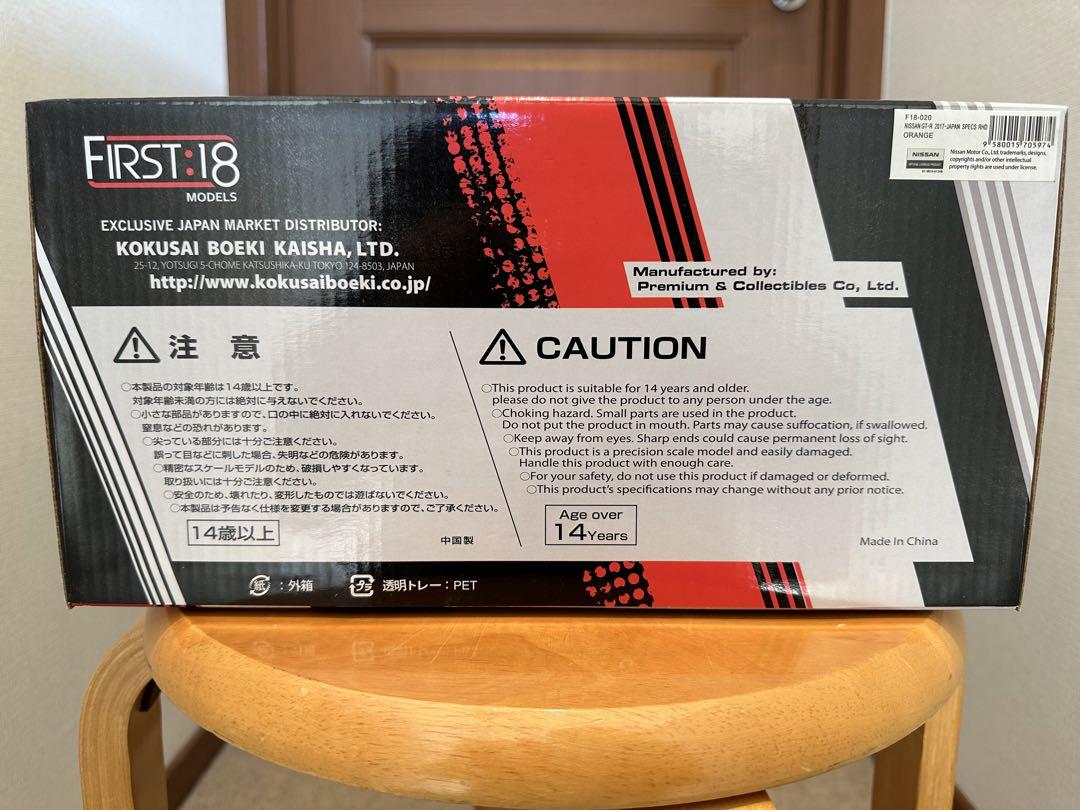 FIRST:18
MODELS
EXCLUSIVE JAPAN MARKET DISTRIBUTOR:
KOKUSAI BOEKI KAISHA, LTD.
25-12, YOTSUGI 5-CHOME KATSUSHIKA-KU TOKYO 124-8503, JAPAN
http://www.kokusaiboeki.co.jp/
F18-020
NISSAN GT-R 2017-JAPAN SPECS RHD
ORANGE
9 580015 705974
NISSAN
Nissan Motor Co., Ltd. trademarks, designs,
copyrights and/or other intellectual
property rights are used under license.
Manufactured by:
Premium & Collectibles Co, Ltd.
注 意
○本製品の対象年齢は14歳以上です。
対象年齢未満の方には絶対に与えないでください。
○小さな部品がありますので、口の中に絶対に入れないでください。
窒息などの恐れがあります。
○尖っている部分には十分ご注意ください。
誤って目などに刺した場合、失明などの危険があります。
○精密なスケールモデルのため、破損しやすくなっています。
取り扱いには十分ご注意ください。
○安全のため、壊れたり、変形したものでは遊ばないでください。
○本製品は予告なく仕様を変更する場合がありますので、ご了承ください。
14歳以上
中国製
CAUTION
○This product is suitable for 14 years and older.
please do not give the product to any person under the age.
○Choking hazard. Small parts are used in the product.
Do not put the product in mouth. Parts may cause suffocation, if swallowed.
○Keep away from eyes. Sharp ends could cause permanent loss of sight.
○This product is a precision scale model and easily damaged.
Handle this product with enough care.
○For your safety, do not use this product if damaged or deformed.
○This product's specifications may change without any prior notice.
Age over
14Years
Made In China
紙 : 外箱
プラ 透明トレー : PET